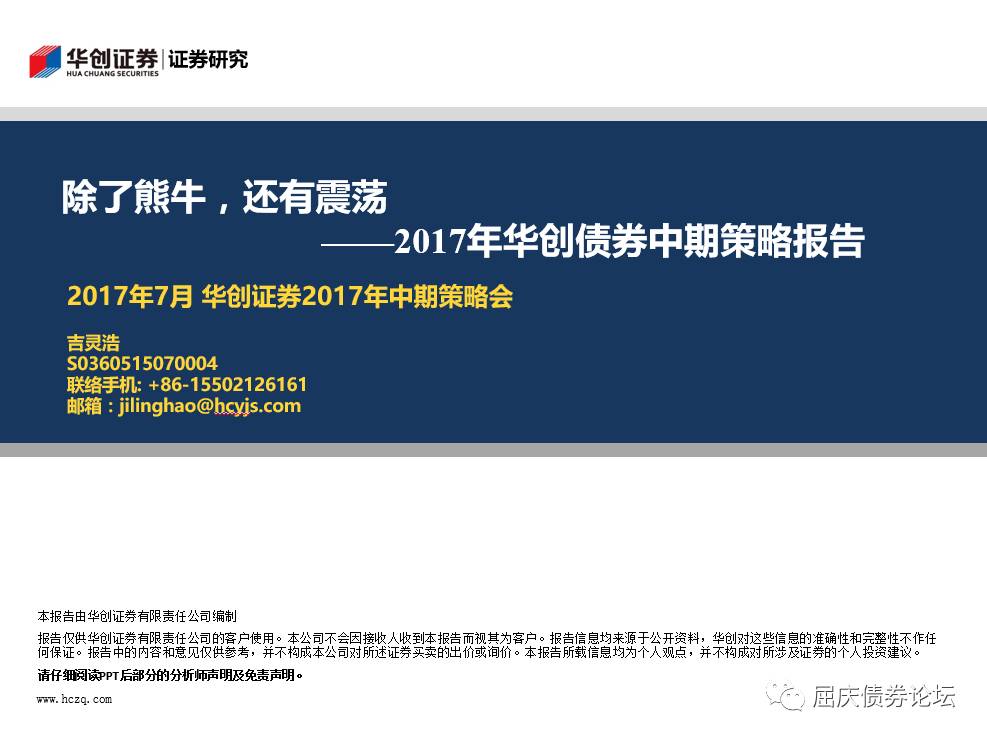 华创证券 证券研究
HUA CHUANG SECURITIES
除了熊牛，还有震荡
——2017年华创债券中期策略报告
2017年7月 华创证券2017年中期策略会
吉灵浩
S0360515070004
联络手机: +86-15502126161
邮箱：jilinghao@hcyjs.com
本报告由华创证券有限责任公司编制
报告仅供华创证券有限责任公司的客户使用。本公司不会因接收人收到本报告而视其为客户。报告信息均来源于公开资料，华创对这些信息的准确性和完整性不作任
何保证。报告中的内容和意见仅供参考，并不构成本公司对所述证券买卖的出价或询价。本报告所载信息均为个人观点，并不构成对所涉及证券的个人投资建议。
请仔细阅读PPT后部分的分析师声明及免责声明。
www.hczq.com
屈庆债券论坛